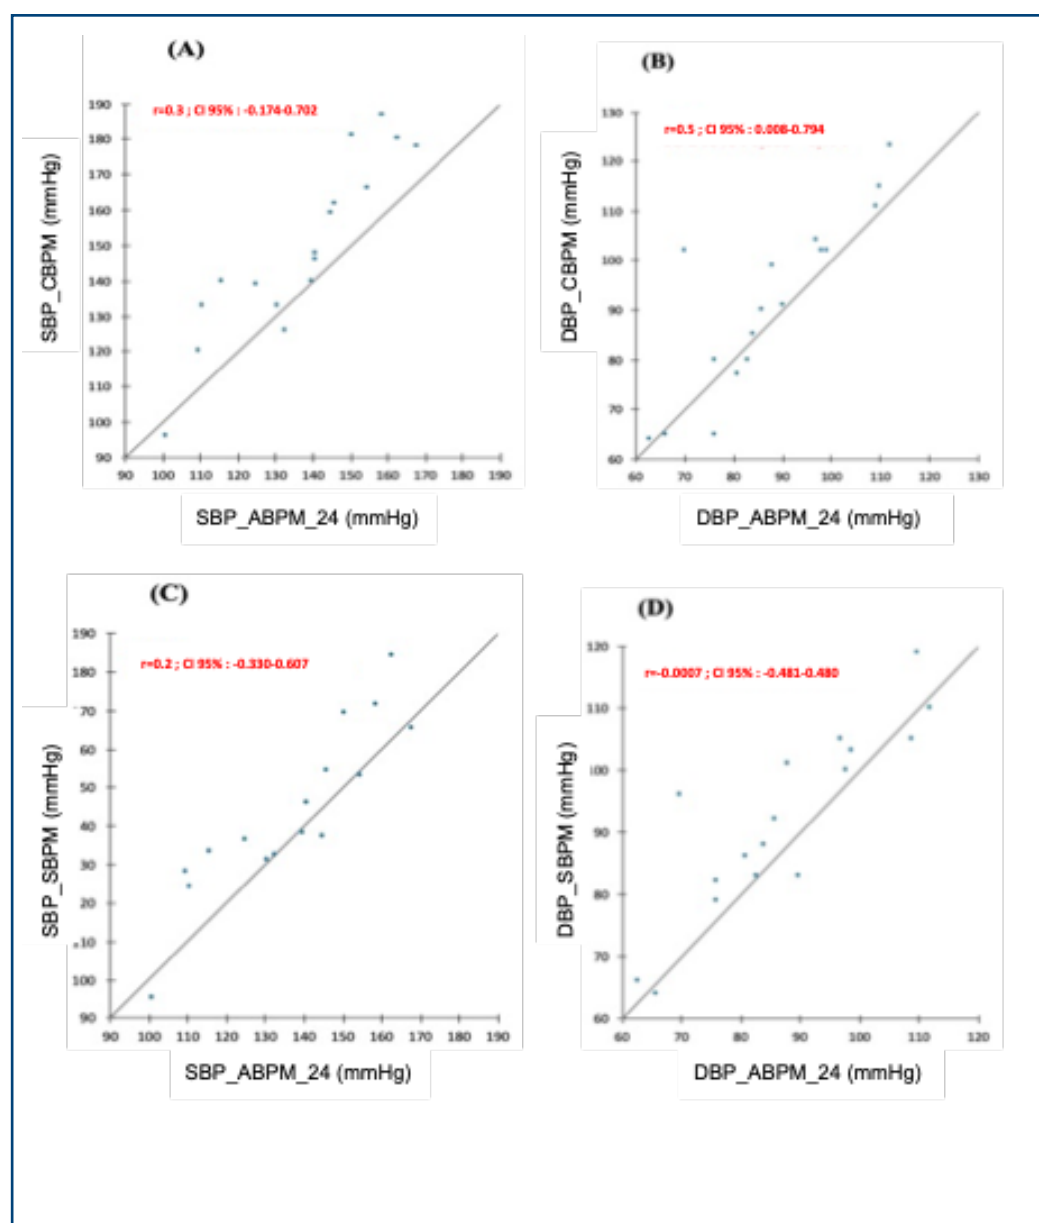 (A)
r=0.3 ; CI 95% : -0.174-0.702
SBP_CBPM (mmHg)
190
180
170
160
150
140
130
120
110
100
90
90 100 110 120 130 140 150 160 170 180 190
SBP_ABPM_24 (mmHg)
(B)
r=0.5 ; CI 95% : 0.008-0.794
DBP_CBPM (mmHg)
130
120
110
100
90
80
70
60
60 70 80 90 100 110 120 130
DBP_ABPM_24 (mmHg)
(C)
r=0.2 ; CI 95% : -0.330-0.607
SBP_SBPM (mmHg)
190
180
70
60
50
40
30
20
10
100
90
90 100 110 120 130 140 150 160 170 180 190
SBP_ABPM_24 (mmHg)
(D)
r=-0.0007 ; CI 95% : -0.481-0.480
DBP_SBPM (mmHg)
120
110
100
90
80
70
60
60 70 80 90 100 110 120
DBP_ABPM_24 (mmHg)